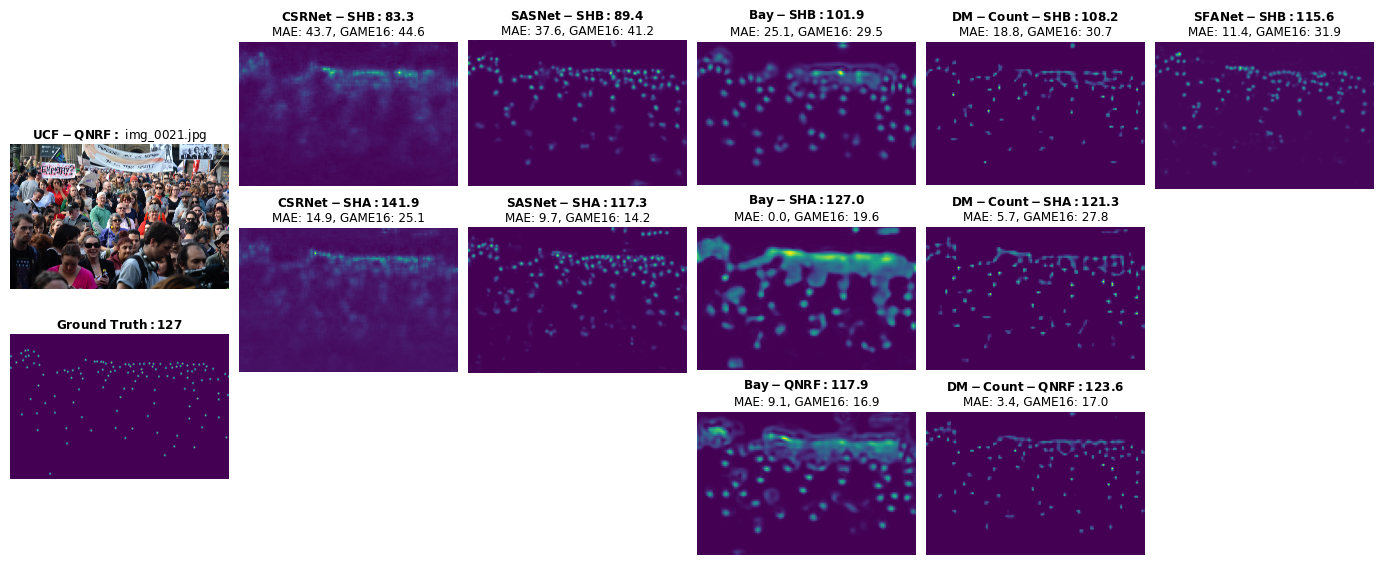 CSRNet − SHB : 83.3
MAE: 43.7, GAME16: 44.6
SASNet − SHB : 89.4
MAE: 37.6, GAME16: 41.2
Bay − SHB : 101.9
MAE: 25.1, GAME16: 29.5
DM − Count − SHB : 108.2
MAE: 18.8, GAME16: 30.7
SFANet − SHB : 115.6
MAE: 11.4, GAME16: 31.9
UCF − QNRF : img_0021.jpg
CSRNet − SHA : 141.9
MAE: 14.9, GAME16: 25.1
SASNet − SHA : 117.3
MAE: 9.7, GAME16: 14.2
Bay − SHA : 127.0
MAE: 0.0, GAME16: 19.6
DM − Count − SHA : 121.3
MAE: 5.7, GAME16: 27.8
Ground Truth : 127
Bay − QNRF : 117.9
MAE: 9.1, GAME16: 16.9
DM − Count − QNRF : 123.6
MAE: 3.4, GAME16: 17.0